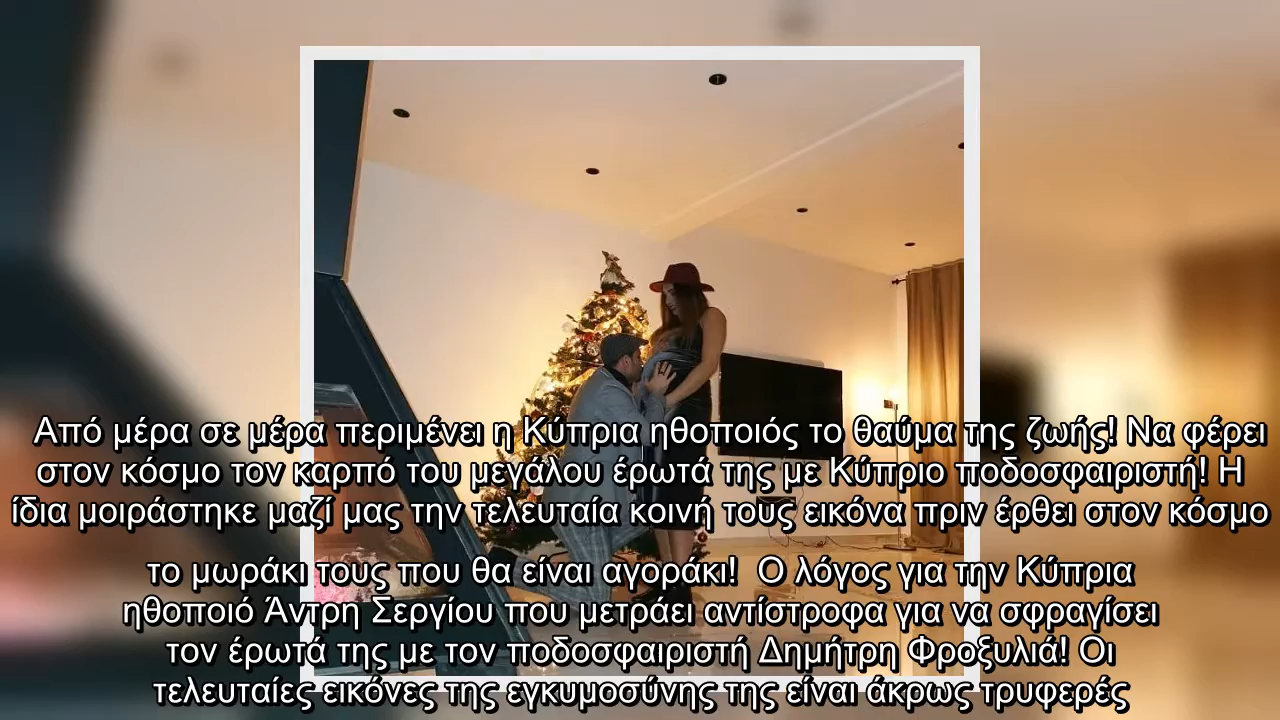 Από μέρα σε μέρα περιμένει η Κύπρια ηθοποιός το θαύμα της ζωής! Να φέρει
στον κόσμο τον καρπό του μεγάλου έρωτά της με Κύπριο ποδοσφαιριστή! Η
ίδια μοιράστηκε μαζί μας την τελευταία κοινή τους εικόνα πριν έρθει στον κόσμο
το μωράκι τους που θα είναι αγοράκι!  Ο λόγος για την Κύπρια
ηθοποιό Άντρη Σεργίου που μετράει αντίστροφα για να σφραγίσει
τον έρωτά της με τον ποδοσφαιριστή Δημήτρη Φροξυλιά! Οι
τελευταίες εικόνες της εγκυμοσύνης της είναι άκρως τρυφερές